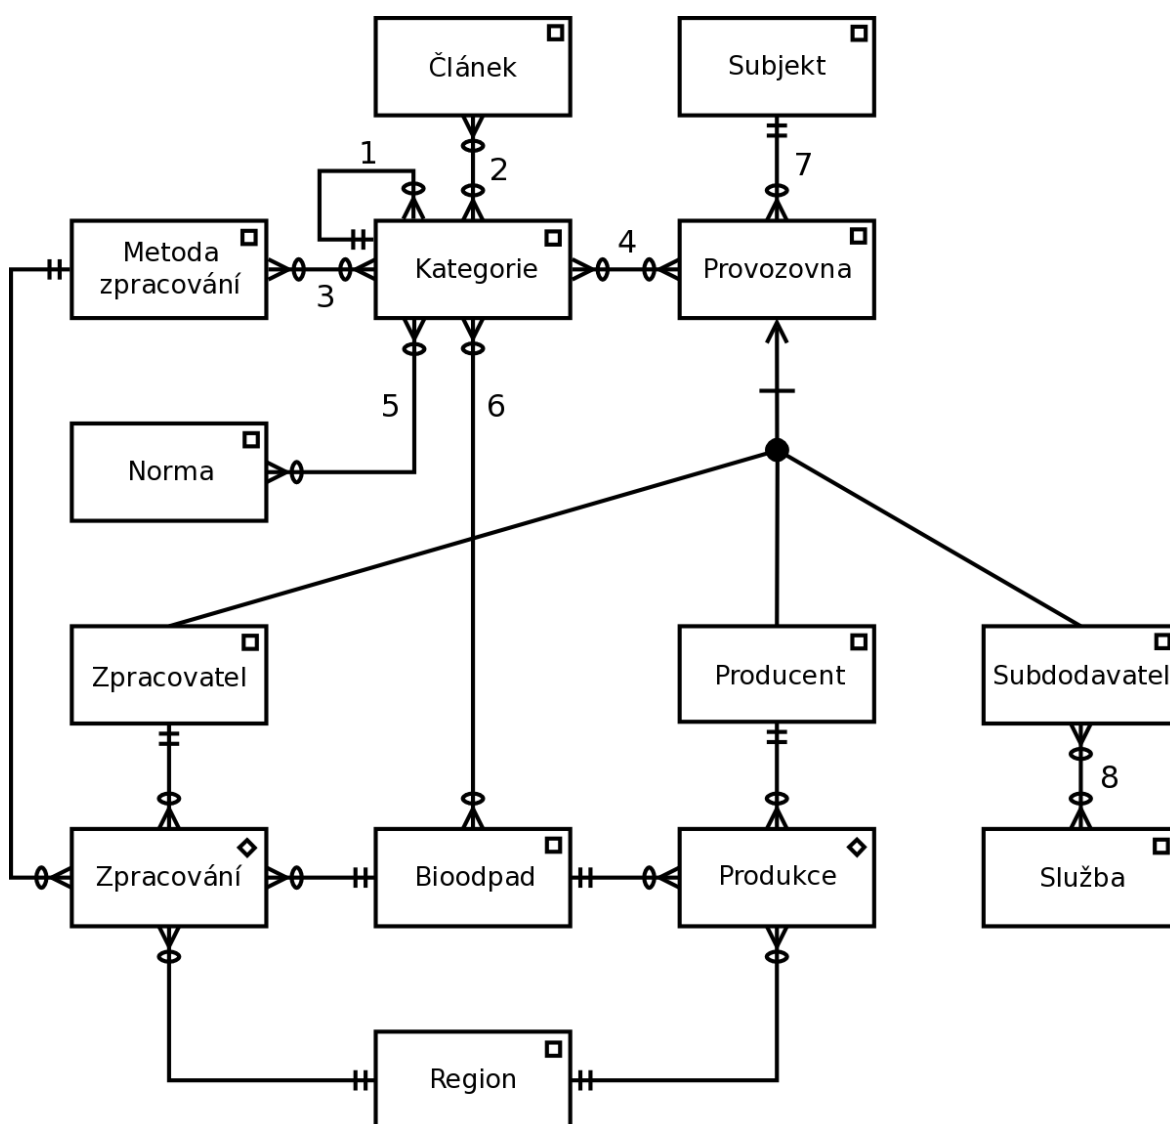 Článek
Subjekt
1
2
7
Metoda
zpracování
3
Kategorie
4
Provozovna
5
6
Norma
Zpracovatel
Producent
Subdodavatel
8
Zpracování
Bioodpad
Produkce
Služba
Region